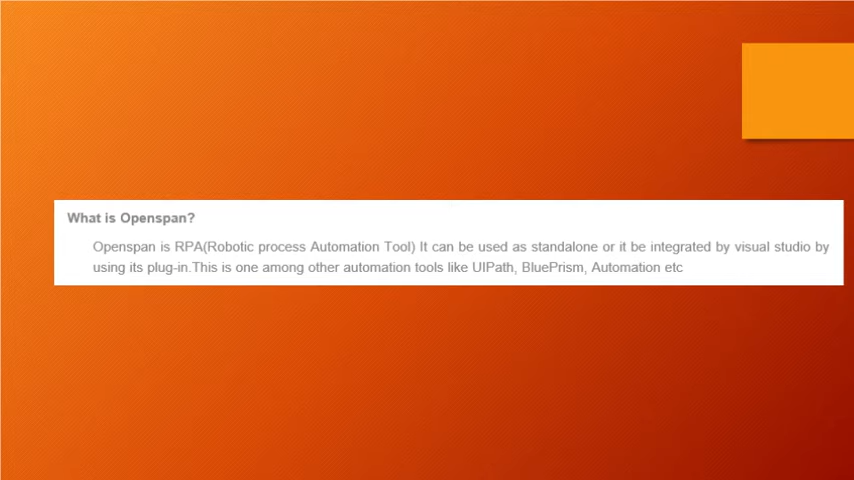 What is Openspan?
Openspan is RPA(Robotic process Automation Tool) It can be used as standalone or it be integrated by visual studio by
using its plug-in.This is one among other automation tools like UIPath, BluePrism, Automation etc